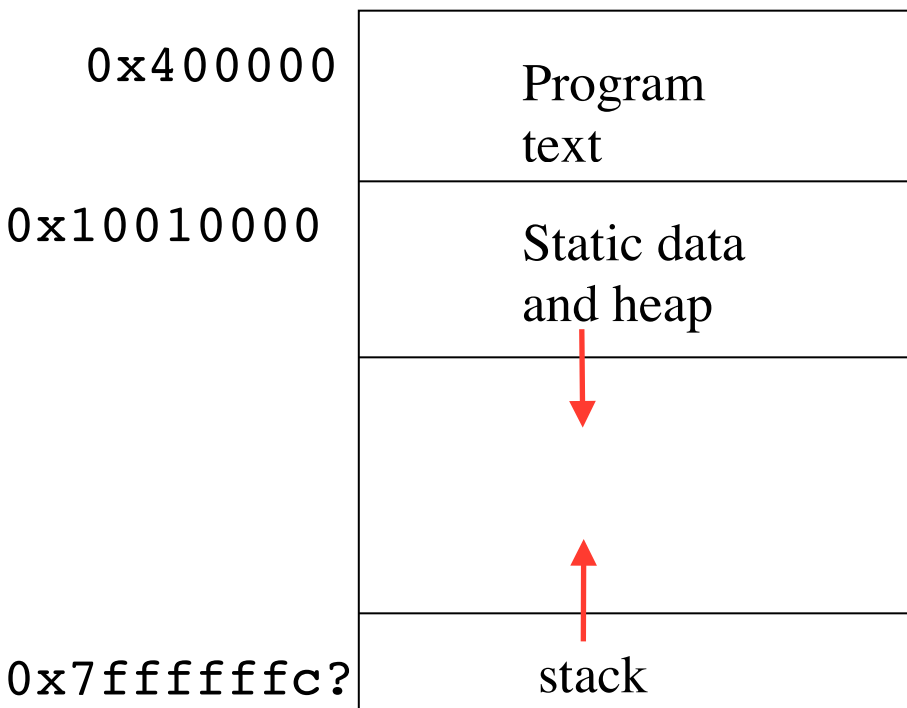 0x400000
Program
text
0x10010000
Static data
and heap
0x7ffffffc?
stack